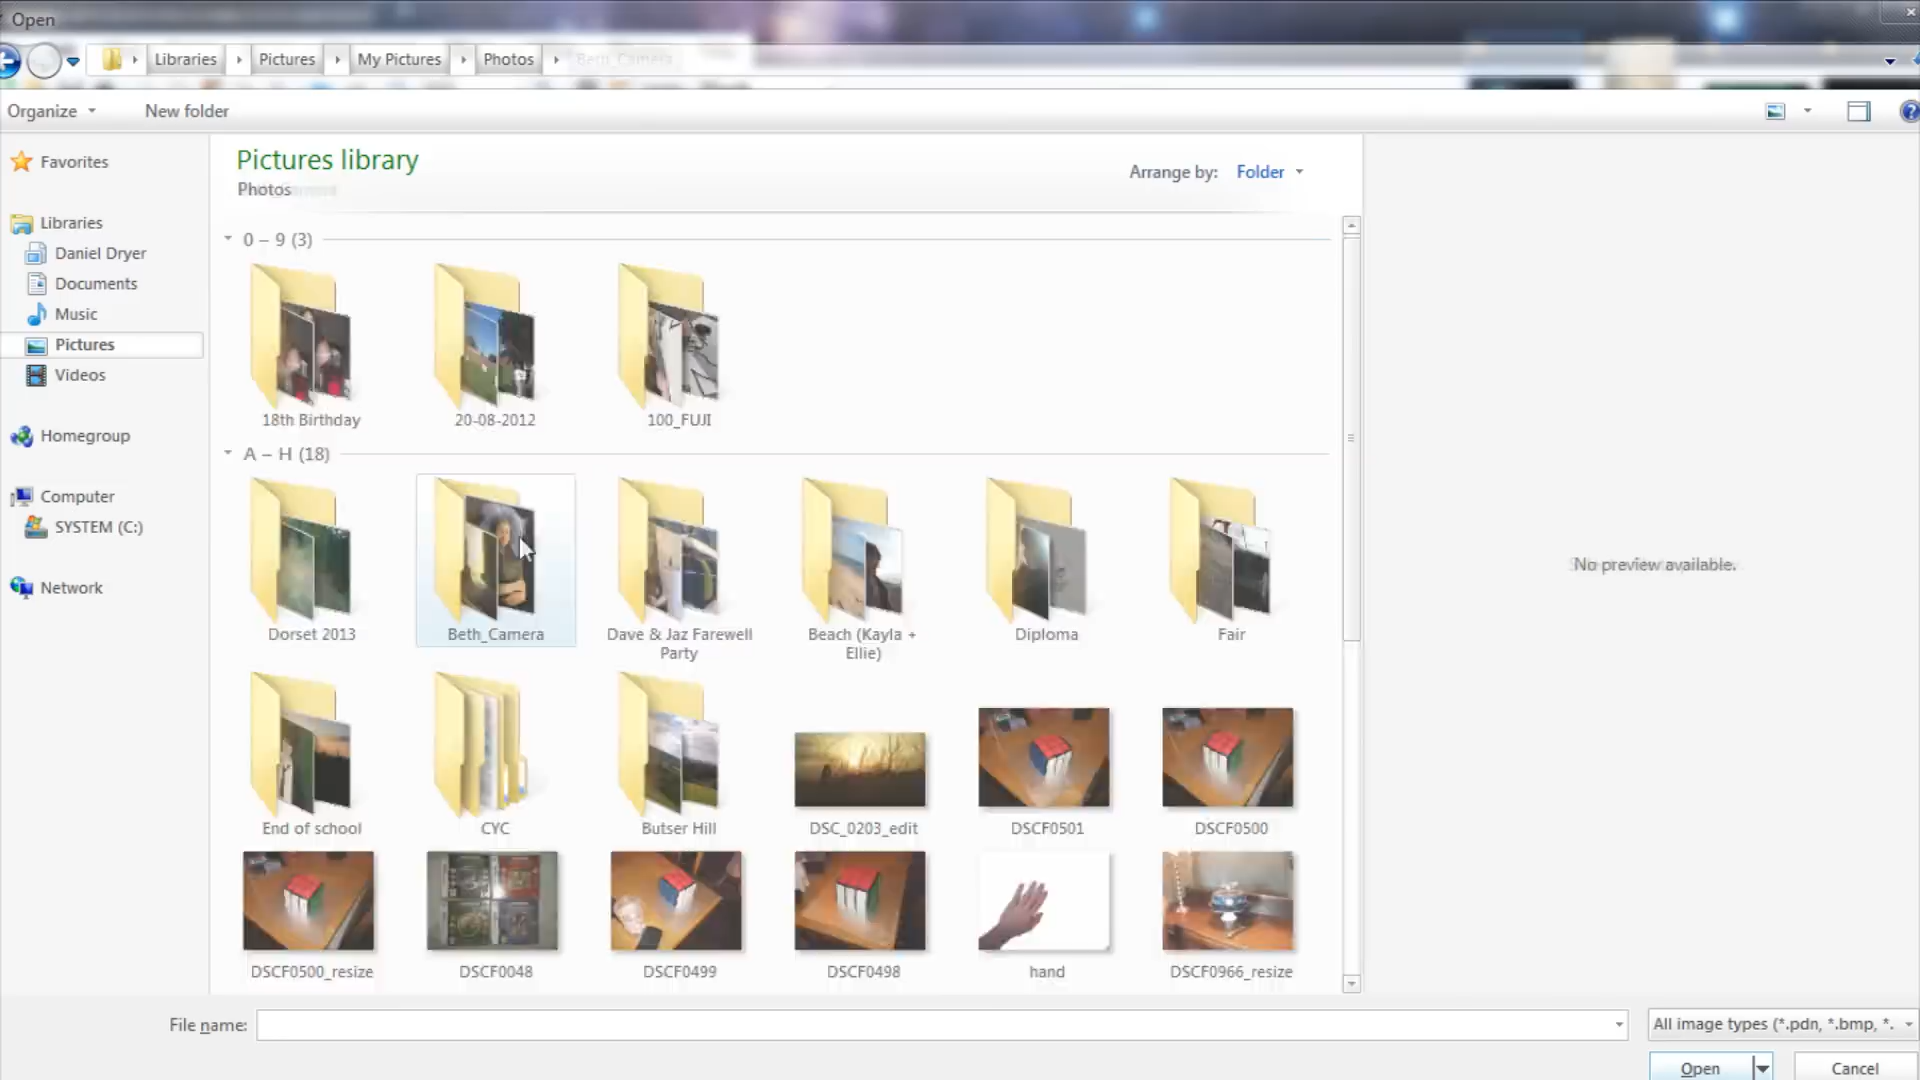 Open
Libraries
Pictures
My Pictures
Photos
Beth_Camera
Organize
New folder
Favorites
Libraries
Daniel Dryer
Documents
Music
Pictures
Videos
Homegroup
Computer
SYSTEM (C:)
Network
Pictures library
Photos
Arrange by: Folder
0 – 9 (3)
18th Birthday
20-08-2012
100_FUJI
A – H (18)
Dorset 2013
Beth_Camera
Dave & Jaz Farewell
Party
Beach (Kayla +
Ellie)
Diploma
Fair
End of school
CYC
Butser Hill
DSC_0203_edit
DSCF0501
DSCF0500
DSCF0500_resize
DSCF0048
DSCF0499
DSCF0498
hand
DSCF0966_resize
No preview available.
File name:
All image types (*.pdn, *.bmp, *.
Open
Cancel